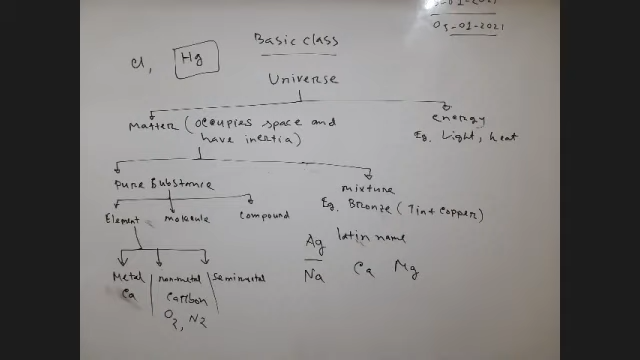 05-01-2021
Basic class
Cl, Hg
Universe
Matter (occupies space and
have inertia)
energy
Eg. Light, heat
Pure Substance
mixture
Eg. Bronze (Tin + Copper)
Element
molecule
Compound
Ag latin name
Na Ca Mg
Metal
non-metal
Semimetal
Ca
Carbon
O2, N2